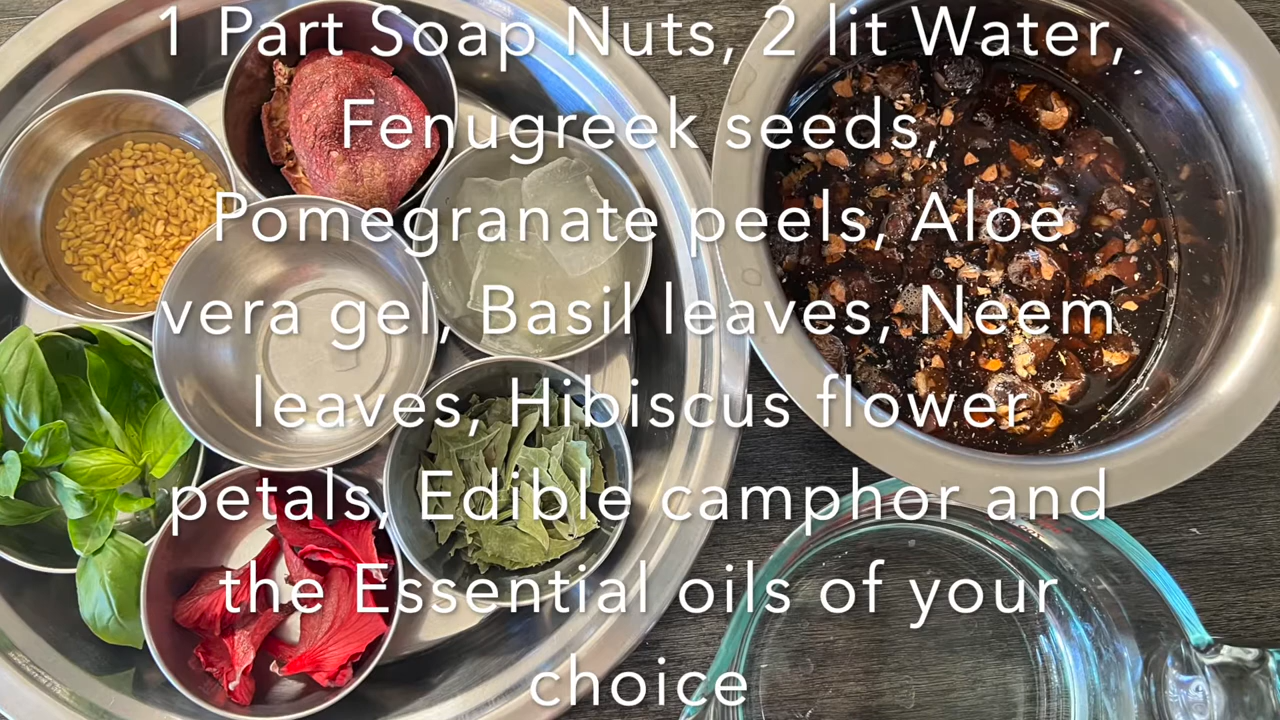 1 Part Soap Nuts, 2 lit Water,
Fenugreek seeds,
Pomegranate peels, Aloe
vera gel, Basil leaves, Neem
leaves, Hibiscus flower
petals, Edible camphor and
the Essential oils of your
choice